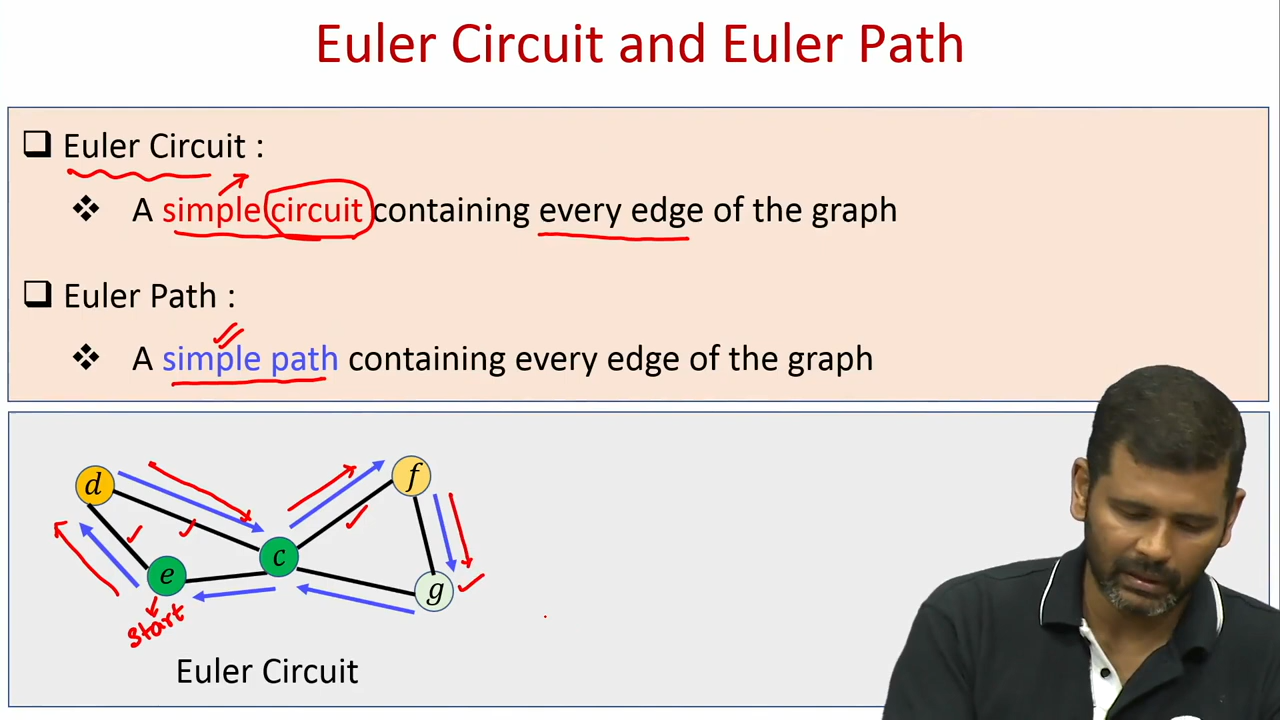 Euler Circuit and Euler Path
❑ Euler Circuit :
❖ A simple circuit containing every edge of the graph
❑ Euler Path :
❖ A simple path containing every edge of the graph
d
f
c
e
g
start
Euler Circuit